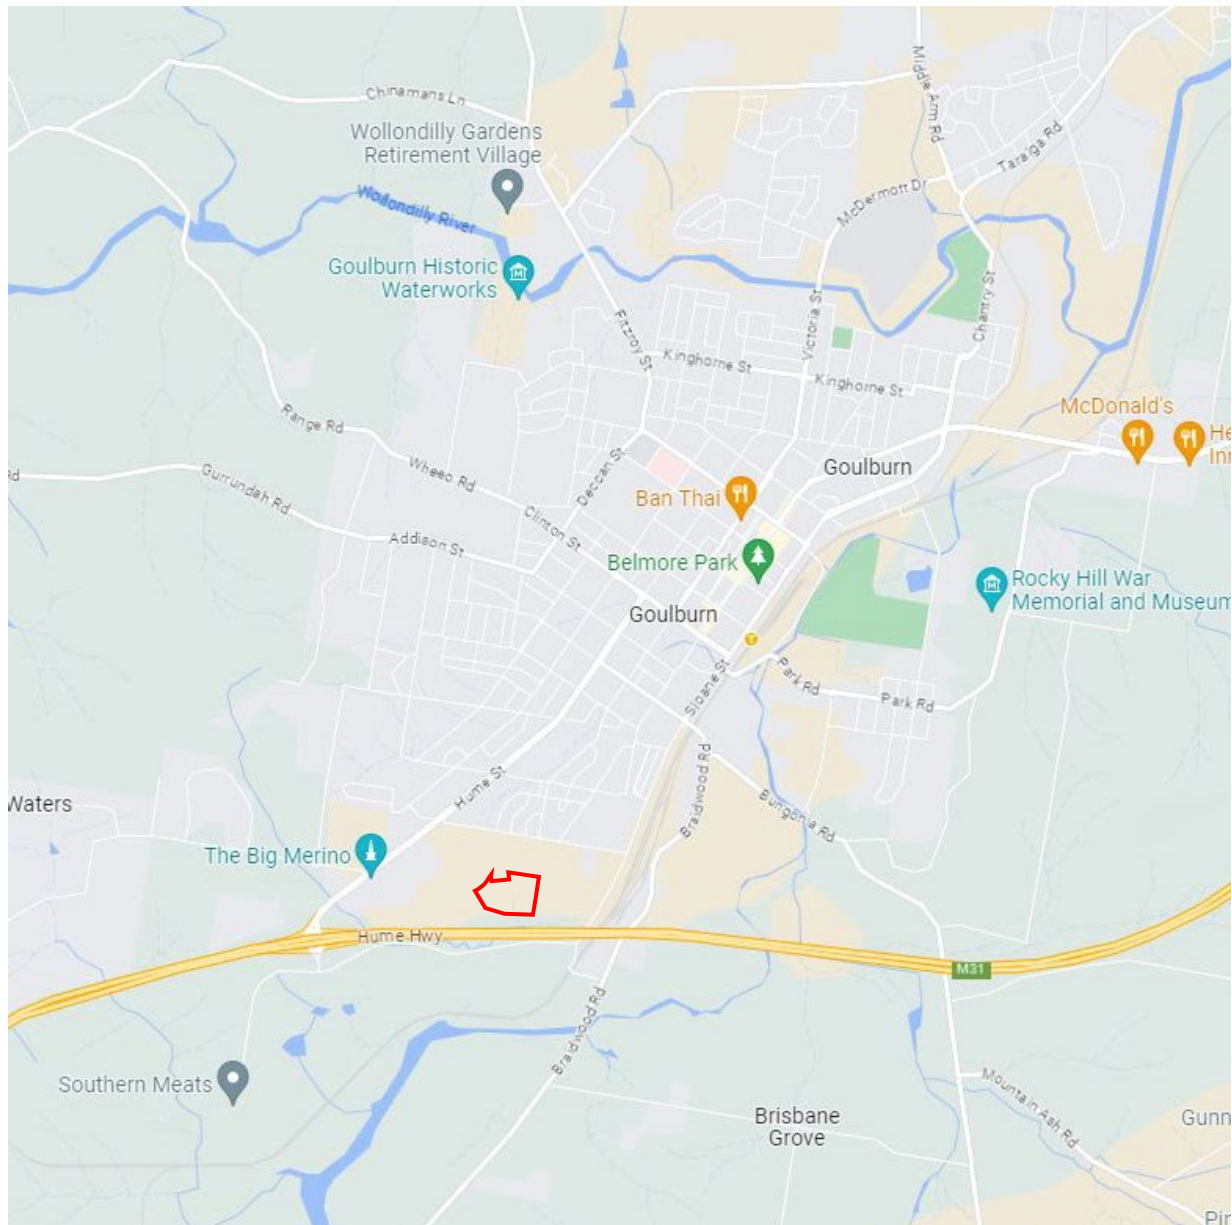 Chinamans Ln
Middle Arm Rd
Taralga Rd
Wollondilly Gardens
Retirement Village
McDermott Dr
Wollondilly River
Goulburn Historic
Waterworks
Fitzroy St
Victoria St
Chantry St
Kinghorne St
Kinghorne St
McDonald's
Range Rd
Wheeo Rd
Deccan St
Goulburn
Gurrundah Rd
Ban Thai
Clinton St
Addison St
Belmore Park
Rocky Hill War
Memorial and Museum
Goulburn
T
Sloane St
Park Rd
Park Rd
Hume St
Braidwood Rd
Bungonia Rd
Waters
The Big Merino
Hume Hwy
M31
Braidwood Rd
Southern Meats
Mountain Ash Rd
Brisbane
Grove
Gunn